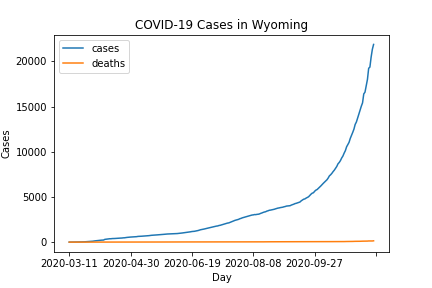 COVID-19 Cases in Wyoming
cases
deaths
20000
15000
10000
5000
0
Cases
2020-03-11 2020-04-30 2020-06-19 2020-08-08 2020-09-27
Day